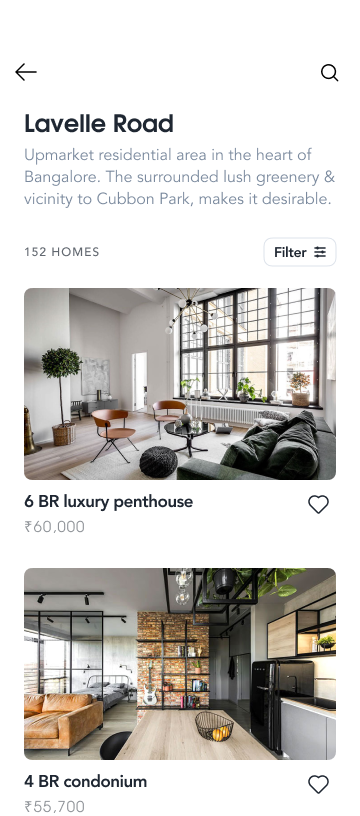 Lavelle Road
Upmarket residential area in the heart of
Bangalore. The surrounded lush greenery &
vicinity to Cubbon Park, makes it desirable.
152 HOMES
Filter
6 BR luxury penthouse
₹60,000
4 BR condonium
₹55,700